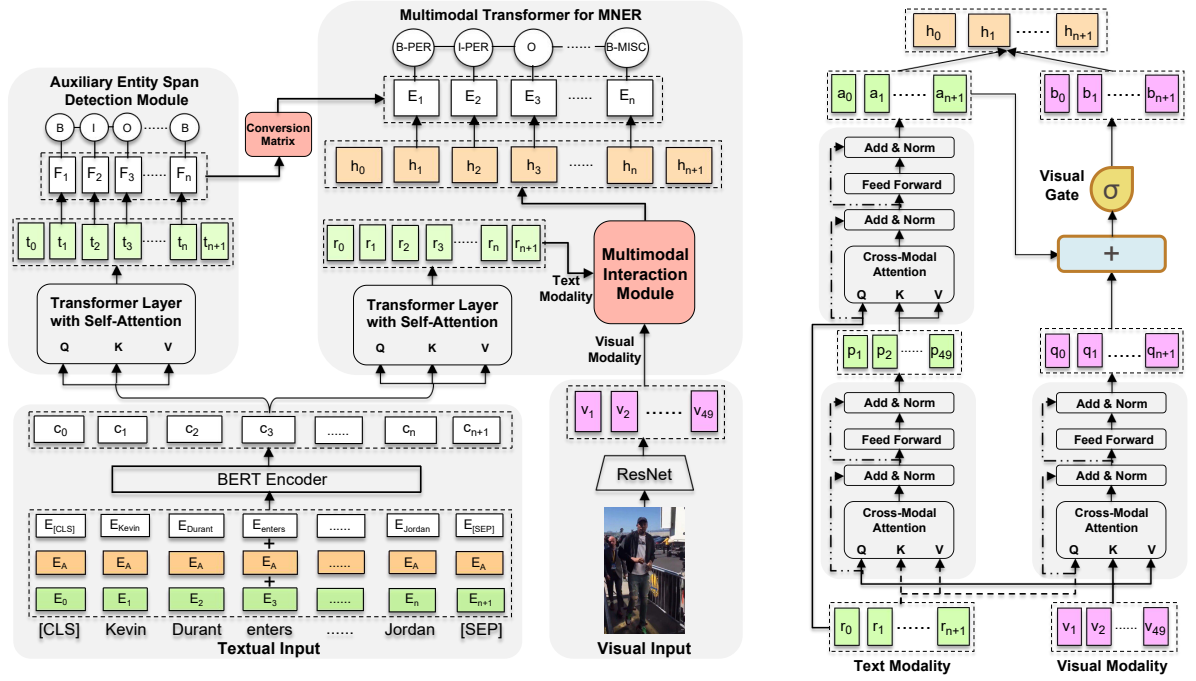 Multimodal Transformer for MNER
B-PER I-PER O ...... B-MISC
E1 E2 E3 ...... En
Auxiliary Entity Span
Detection Module
B I O ...... B
F1 F2 F3 ...... Fn
Conversion
Matrix
h0 h1 h2 h3 ...... hn hn+1
t0 t1 t2 t3 ...... tn tn+1
r0 r1 r2 r3 ...... rn rn+1
Text
Modality
Multimodal
Interaction
Module
Transformer Layer
with Self-Attention
Q K V
Transformer Layer
with Self-Attention
Q K V
Visual
Modality
c0 c1 c2 c3 ...... cn cn+1
BERT Encoder
E[CLS] EKevin EDurant Eenters ...... EJordan E[SEP]
+
EA EA EA EA ...... EA EA
+
E0 E1 E2 E3 ...... En En+1
[CLS] Kevin Durant enters ...... Jordan [SEP]
Textual Input
v1 v2 ...... v49
ResNet
Visual Input
h0 h1 ...... hn+1
a0 a1 ...... an+1
b0 b1 ...... bn+1
Add & Norm
Feed Forward
Add & Norm
Cross-Modal
Attention
Q K V
Visual
Gate
σ
+
p1 p2 ...... p49
q0 q1 ...... qn+1
Add & Norm
Feed Forward
Add & Norm
Cross-Modal
Attention
Q K V
Add & Norm
Feed Forward
Add & Norm
Cross-Modal
Attention
Q K V
r0 r1 ...... rn+1
v1 v2 ...... v49
Text Modality
Visual Modality